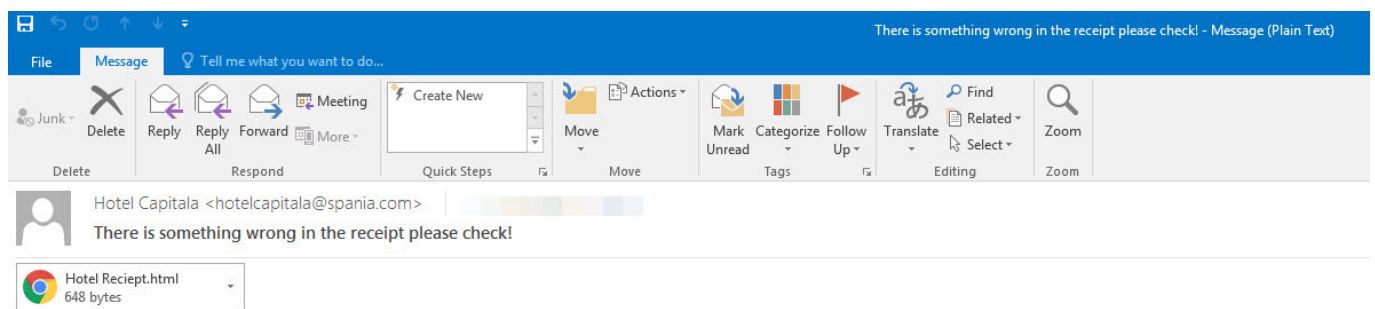 There is something wrong in the receipt please check! - Message (Plain Text)
File Message Tell me what you want to do...
Junk
Delete
Reply
Reply All
Forward
Meeting
More
Create New
Move
Actions
Mark Unread
Categorize
Follow Up
Translate
Find
Related
Select
Zoom
Delete Respond Quick Steps Move Tags Editing Zoom
Hotel Capitala <hotelcapitala@spania.com>
There is something wrong in the receipt please check!
Hotel Reciept.html
648 bytes